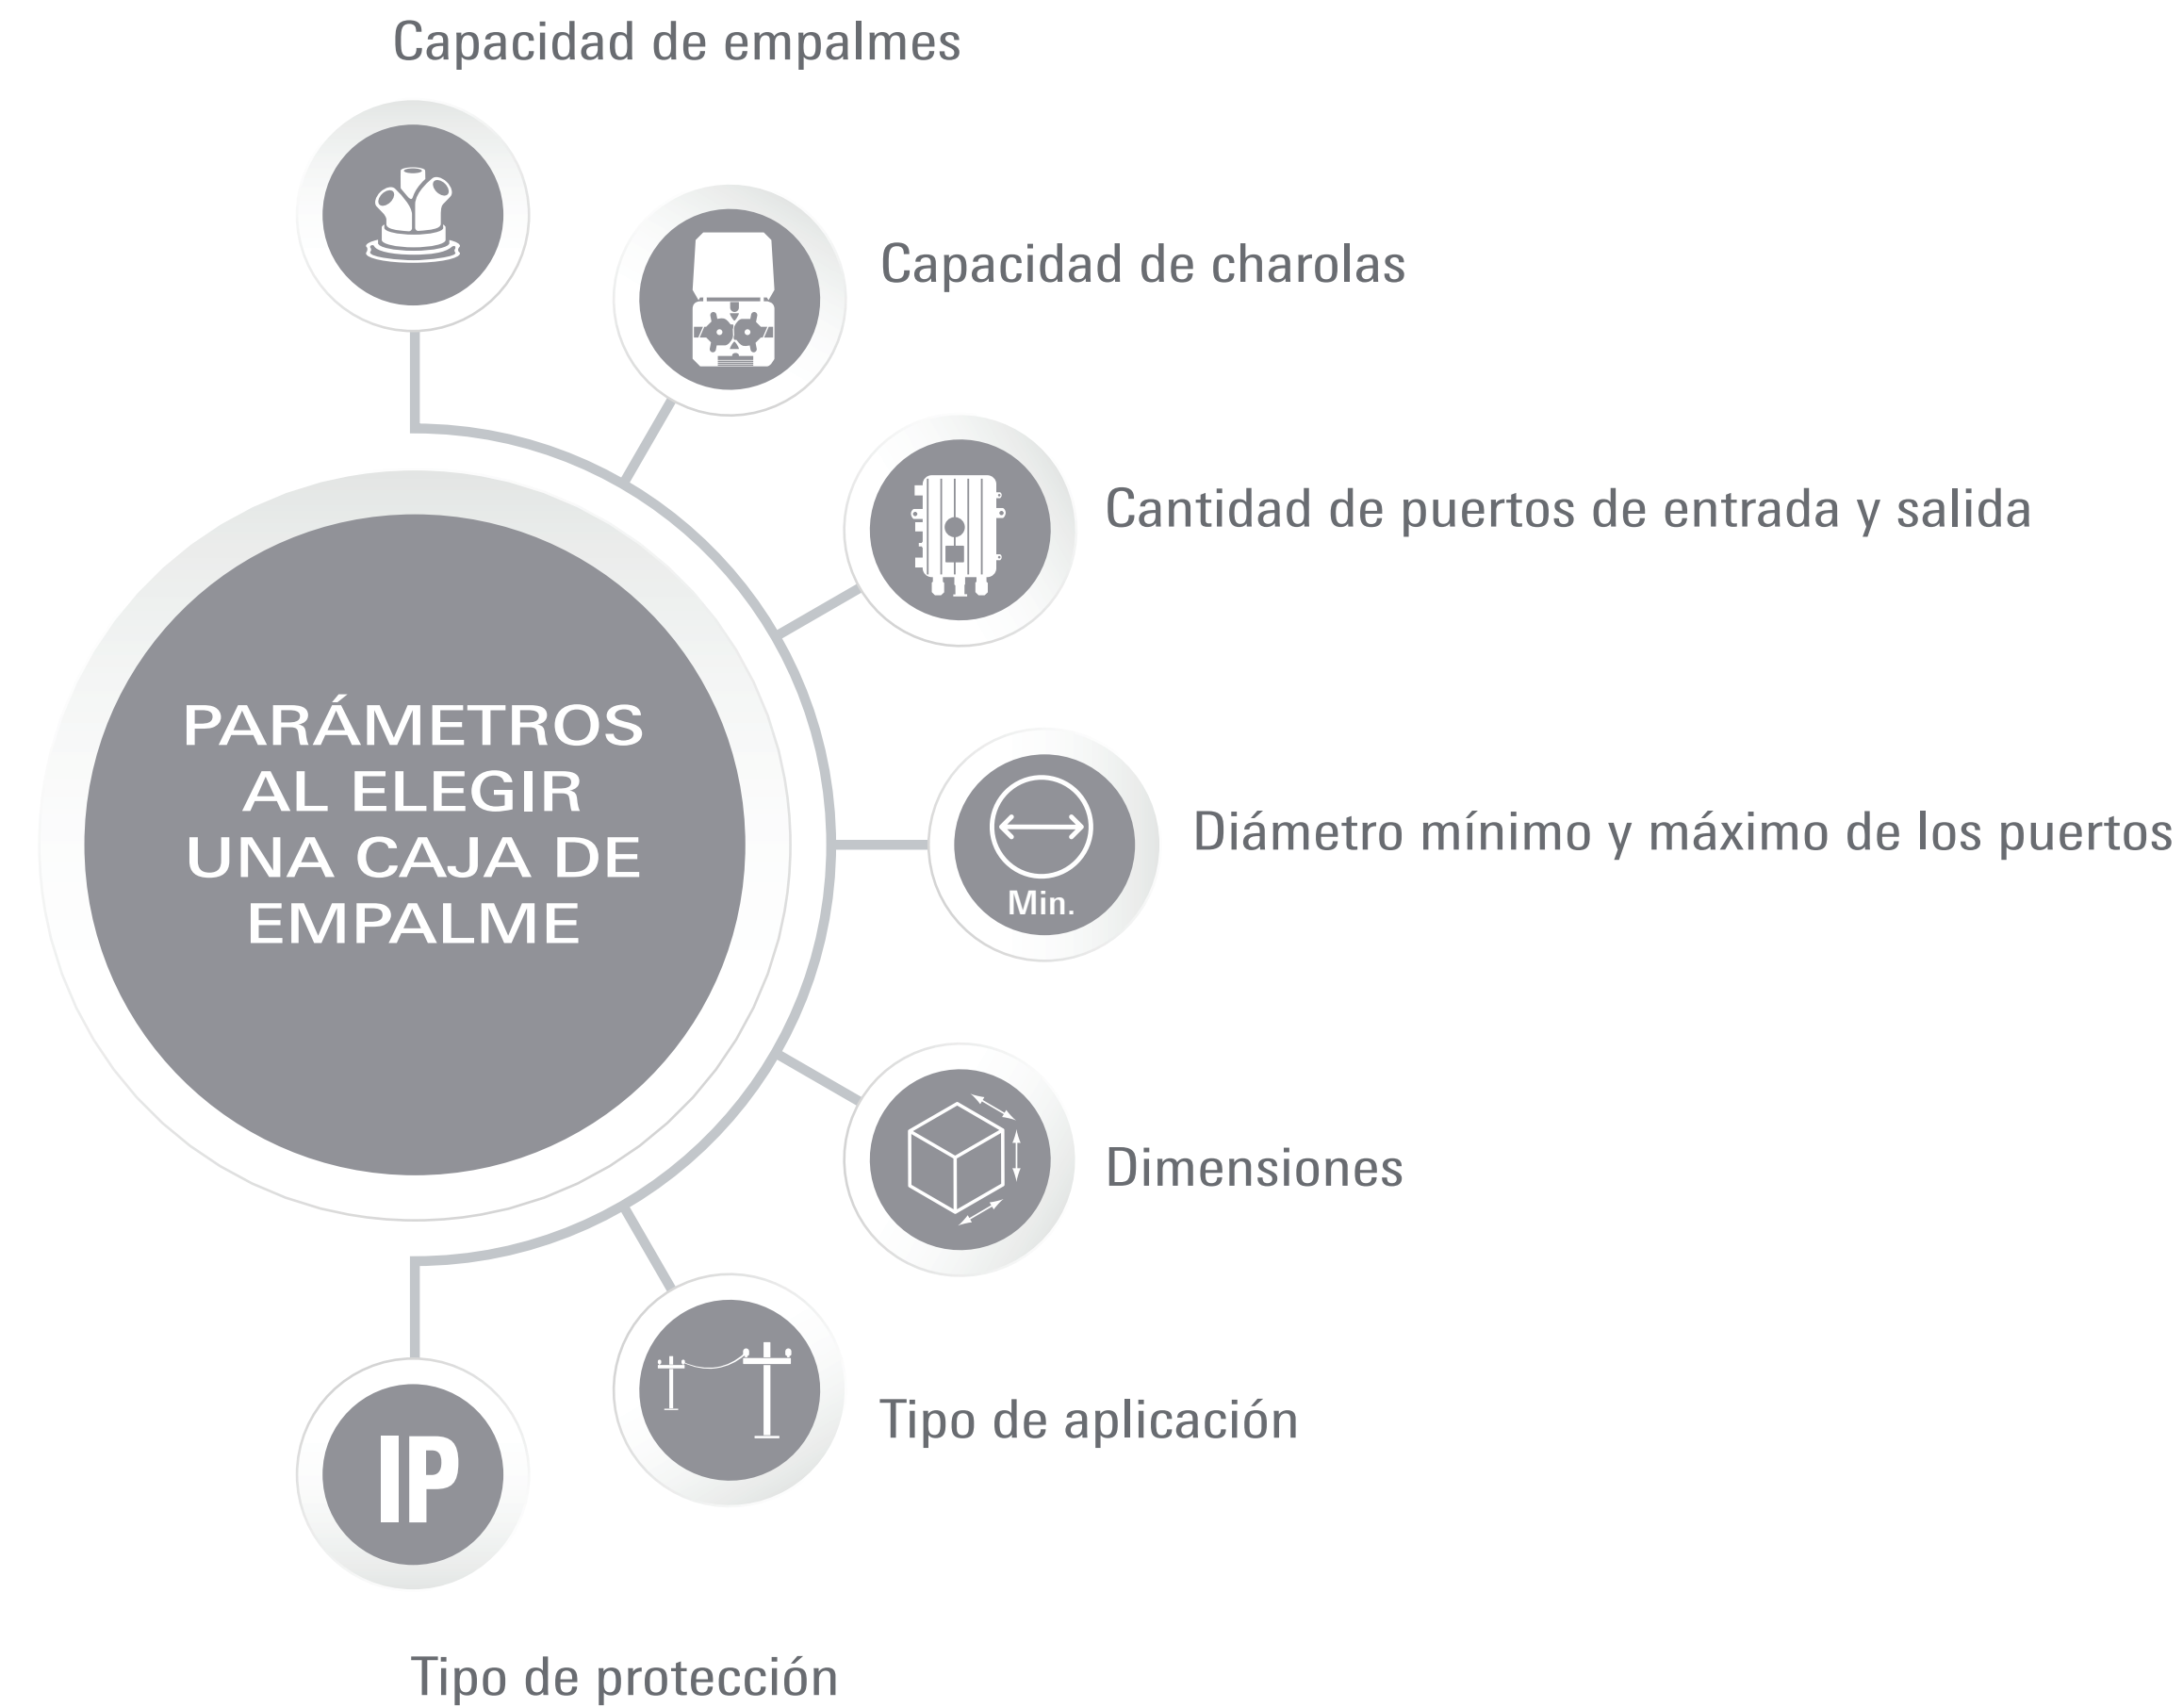 Capacidad de empalmes
Capacidad de charolas
Cantidad de puertos de entrada y salida
PARÁMETROS
AL ELEGIR
UNA CAJA DE
EMPALME
Diámetro mínimo y máximo de los puertos
Min.
Dimensiones
Tipo de aplicación
IP
Tipo de protección